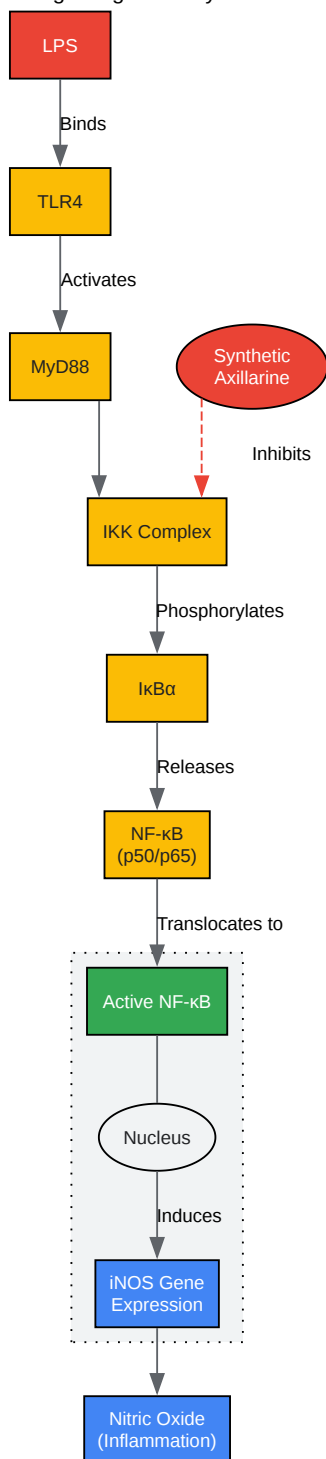 LPS
Binds
TLR4
Activates
MyD88
Synthetic
Axillarine
Inhibits
IKK Complex
Phosphorylates
IκBα
Releases
NF-κB
(p50/p65)
Translocates to
Active NF-κB
Nucleus
Induces
iNOS Gene
Expression
Nitric Oxide
(Inflammation)